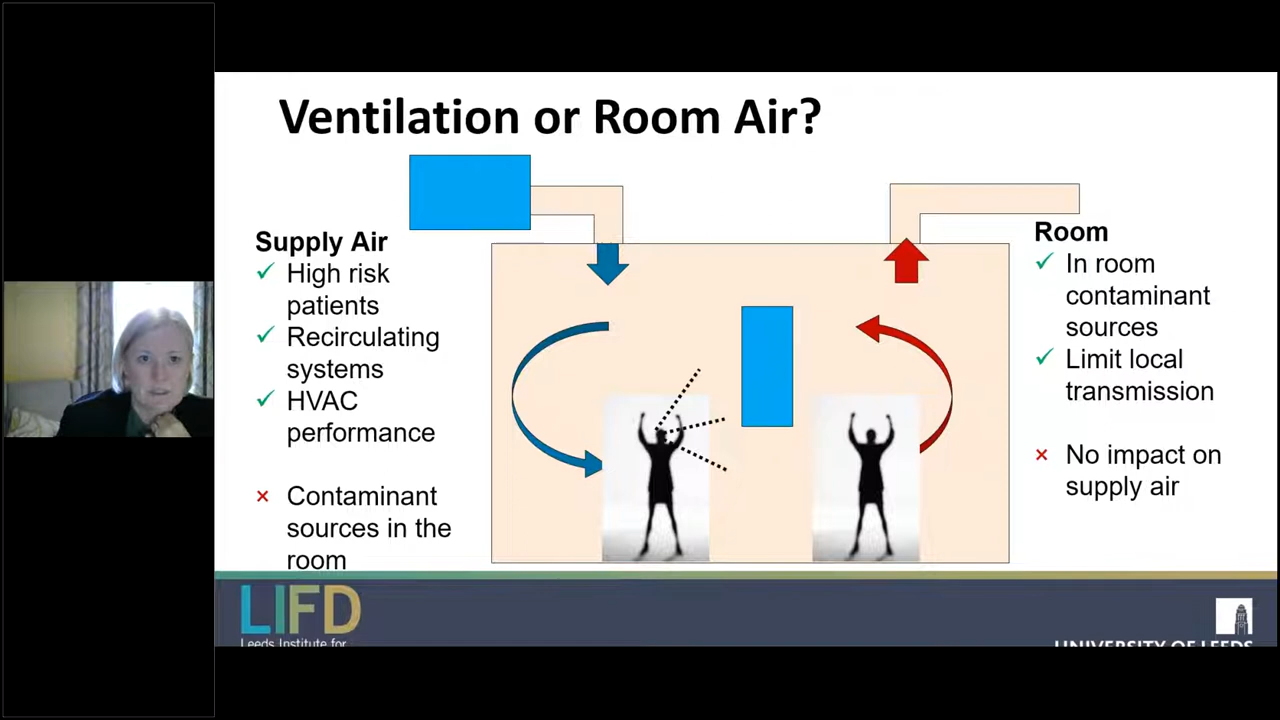 Ventilation or Room Air?
Supply Air
✓ High risk
patients
✓ Recirculating
systems
✓ HVAC
performance
× Contaminant
sources in the
room
Room
✓ In room
contaminant
sources
✓ Limit local
transmission
× No impact on
supply air
LIFD
Leeds Institute for
UNIVERSITY OF LEEDS